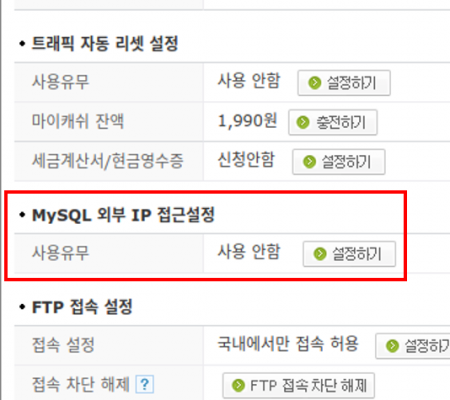 • 트래픽 자동 리셋 설정
사용유무 사용 안함 설정하기
마이캐쉬 잔액 1,990원 충전하기
세금계산서/현금영수증 신청안함 설정하기
• MySQL 외부 IP 접근설정
사용유무 사용 안함 설정하기
• FTP 접속 설정
접속 설정 국내에서만 접속 허용 설정하기
접속 차단 해제 ? FTP 접속 차단 해제